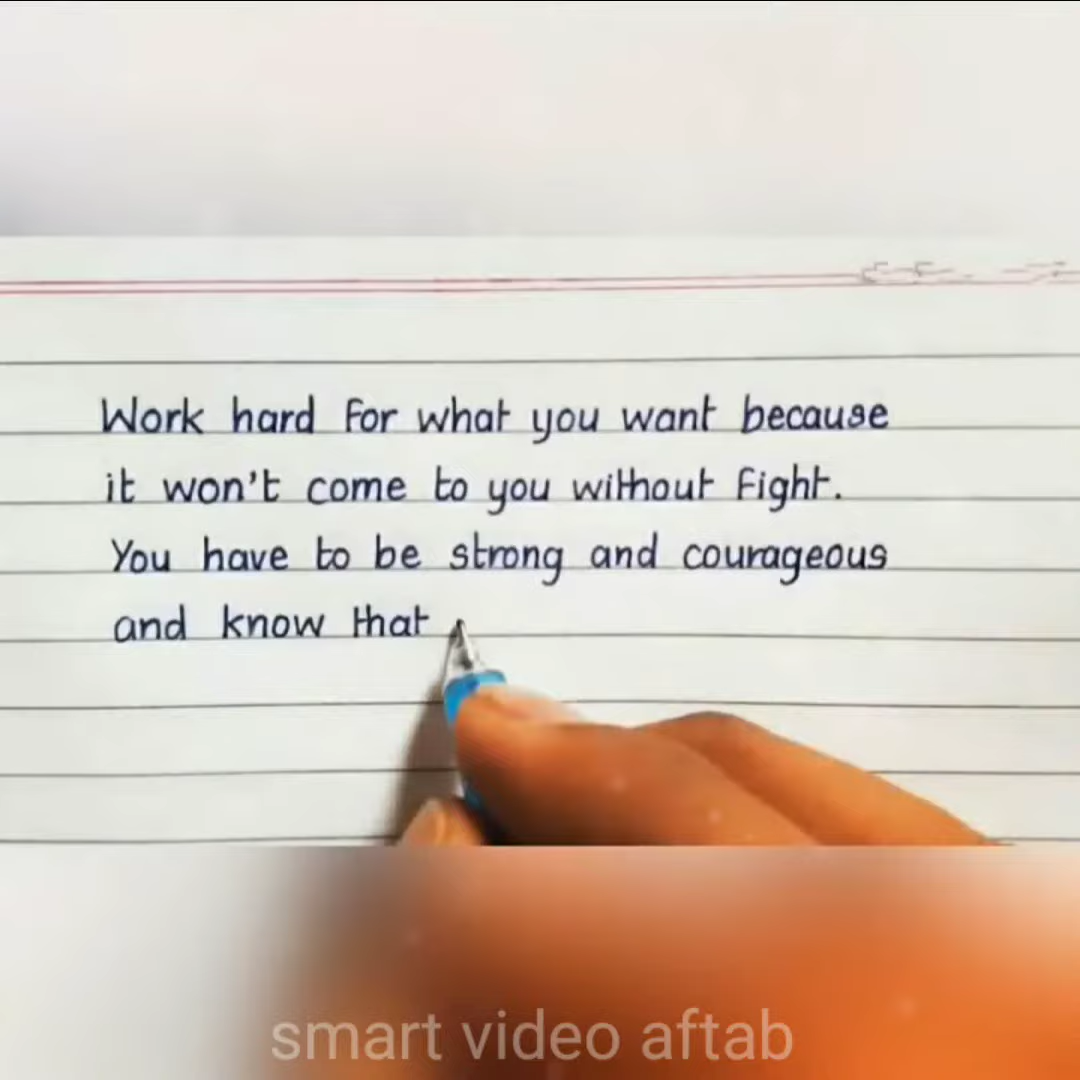 Work hard for what you want because
it won't come to you without fight.
You have to be strong and courageous
and know that
smart video aftab